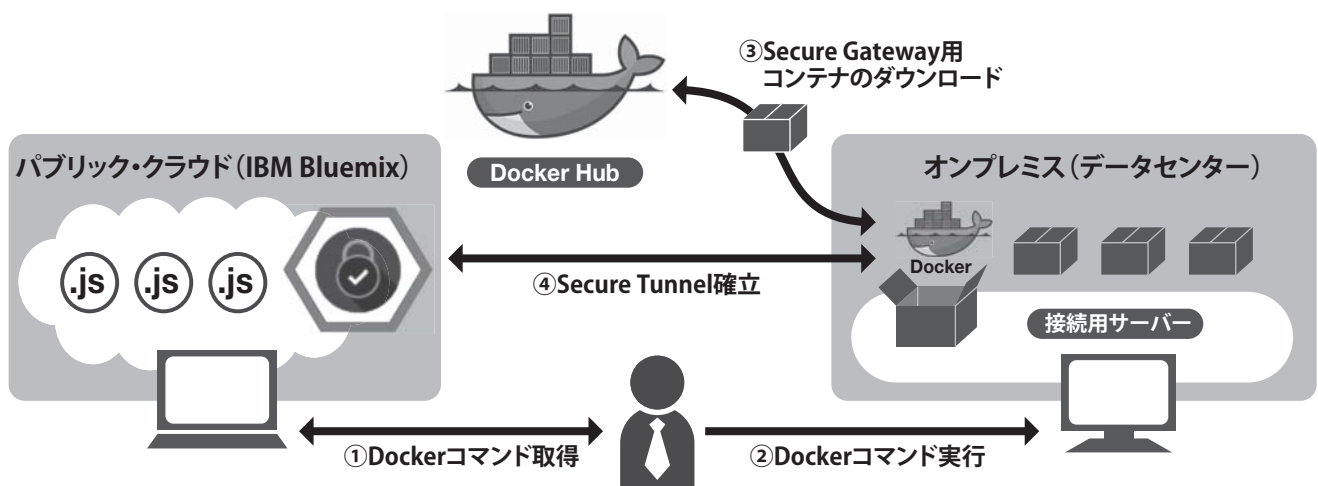 ③Secure Gateway用
コンテナのダウンロード
Docker Hub
パブリック・クラウド（IBM Bluemix）
オンプレミス（データセンター）
.js
.js
.js
Docker
④Secure Tunnel確立
接続用サーバー
①Dockerコマンド取得
②Dockerコマンド実行